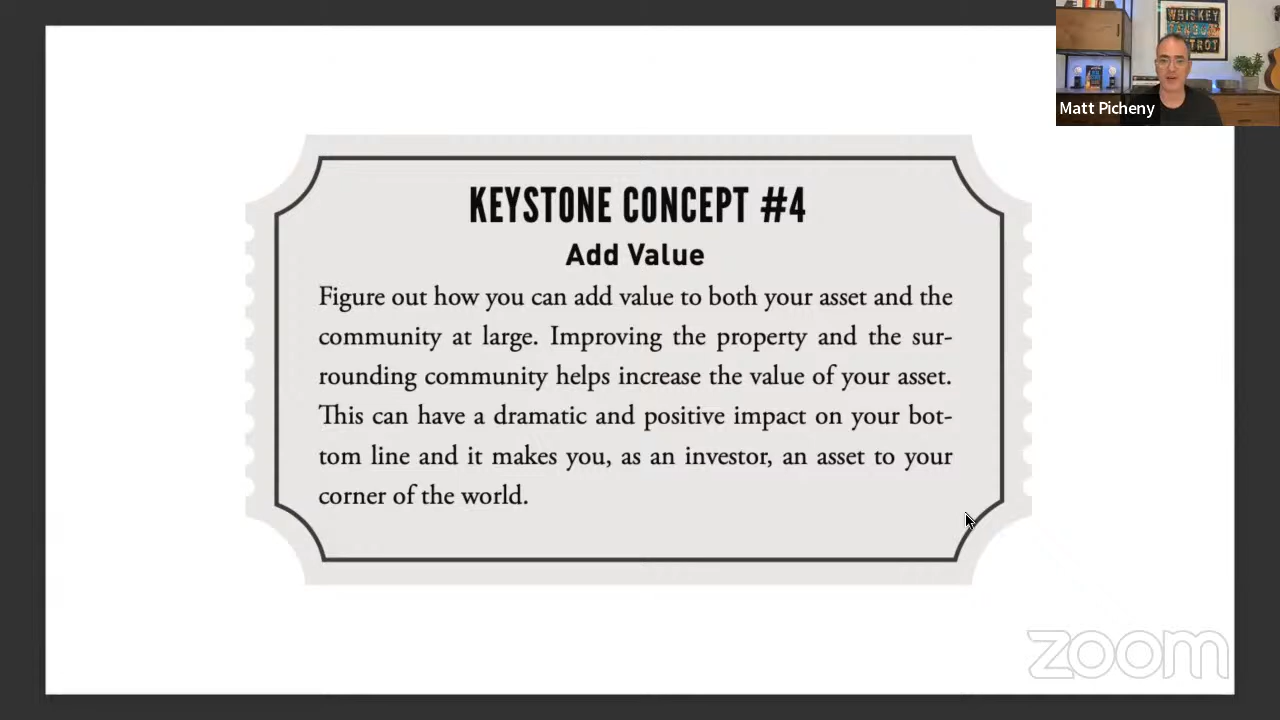 WHISKEY
Matt Picheny
KEYSTONE CONCEPT #4
Add Value
Figure out how you can add value to both your asset and the
community at large. Improving the property and the sur-
rounding community helps increase the value of your asset.
This can have a dramatic and positive impact on your bot-
tom line and it makes you, as an investor, an asset to your
corner of the world.
zoom